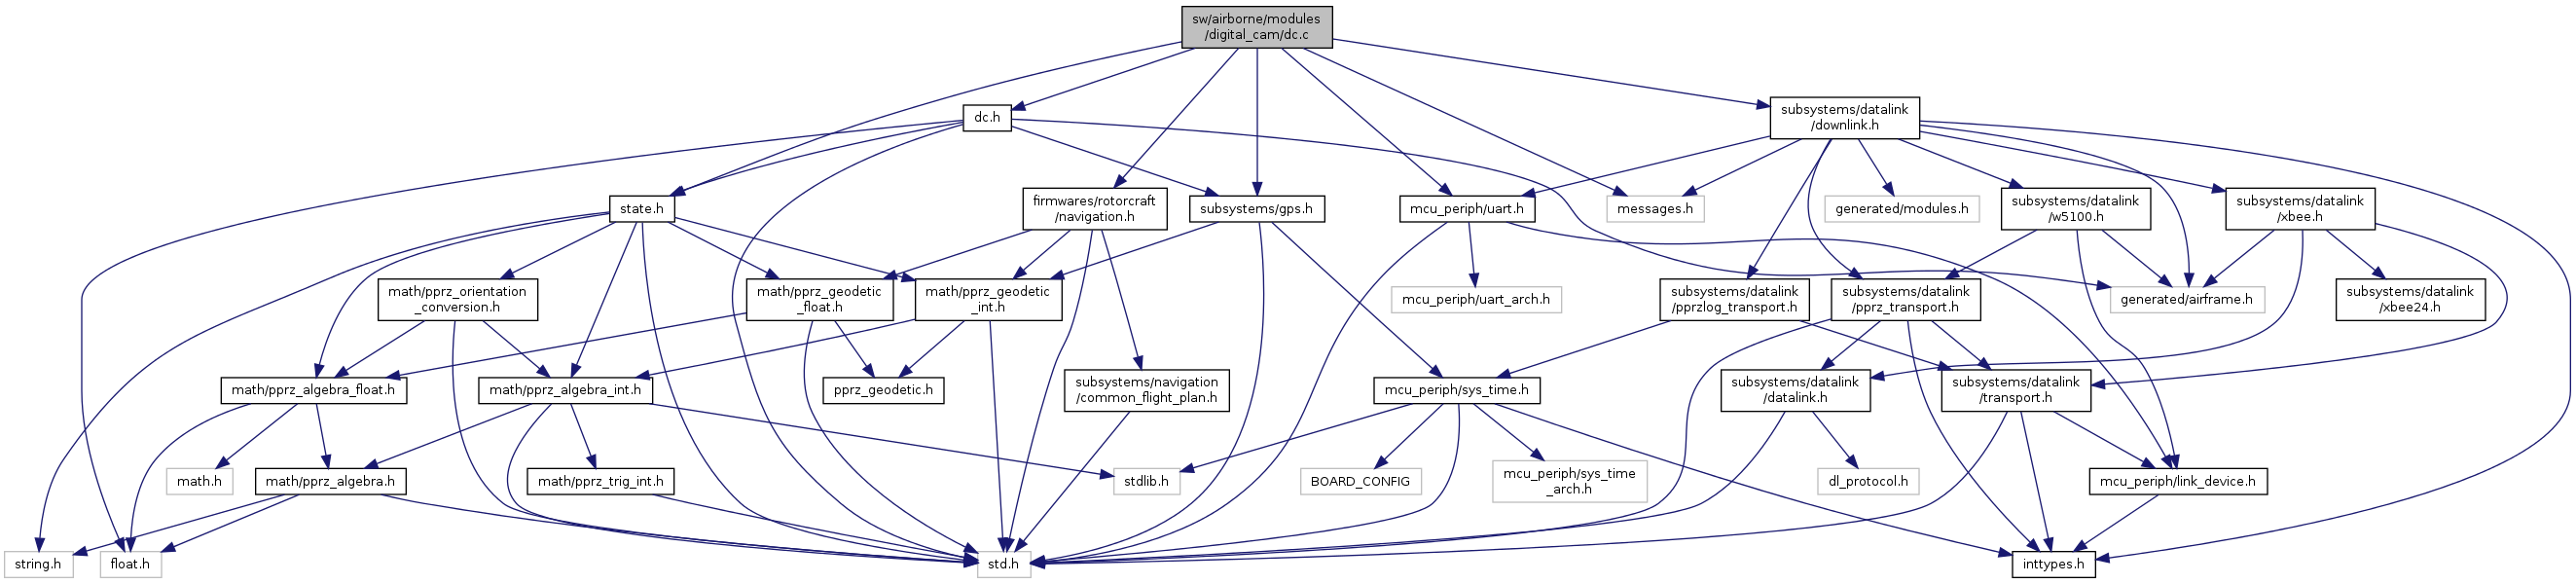 sw/airborne/modules
/digital_cam/dc.c
dc.h
subsystems/datalink
/downlink.h
state.h
firmwares/rotorcraft
/navigation.h
subsystems/gps.h
mcu_periph/uart.h
messages.h
generated/modules.h
subsystems/datalink
/w5100.h
subsystems/datalink
/xbee.h
math/pprz_orientation
_conversion.h
math/pprz_geodetic
_float.h
math/pprz_geodetic
_int.h
mcu_periph/uart_arch.h
subsystems/datalink
/pprzlog_transport.h
subsystems/datalink
/pprz_transport.h
generated/airframe.h
subsystems/datalink
/xbee24.h
math/pprz_algebra_float.h
math/pprz_algebra_int.h
pprz_geodetic.h
subsystems/navigation
/common_flight_plan.h
mcu_periph/sys_time.h
subsystems/datalink
/datalink.h
subsystems/datalink
/transport.h
math.h
math/pprz_algebra.h
math/pprz_trig_int.h
stdlib.h
BOARD_CONFIG
mcu_periph/sys_time
_arch.h
dl_protocol.h
mcu_periph/link_device.h
string.h
float.h
std.h
inttypes.h